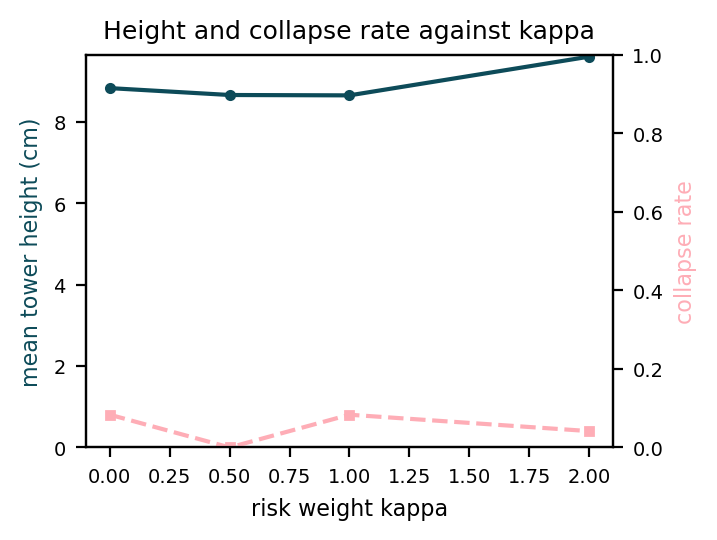 Height and collapse rate against kappa
mean tower height (cm)
8
6
4
2
0
1.0
0.8
0.6
0.4
0.2
0.0
collapse rate
0.00 0.25 0.50 0.75 1.00 1.25 1.50 1.75 2.00
risk weight kappa